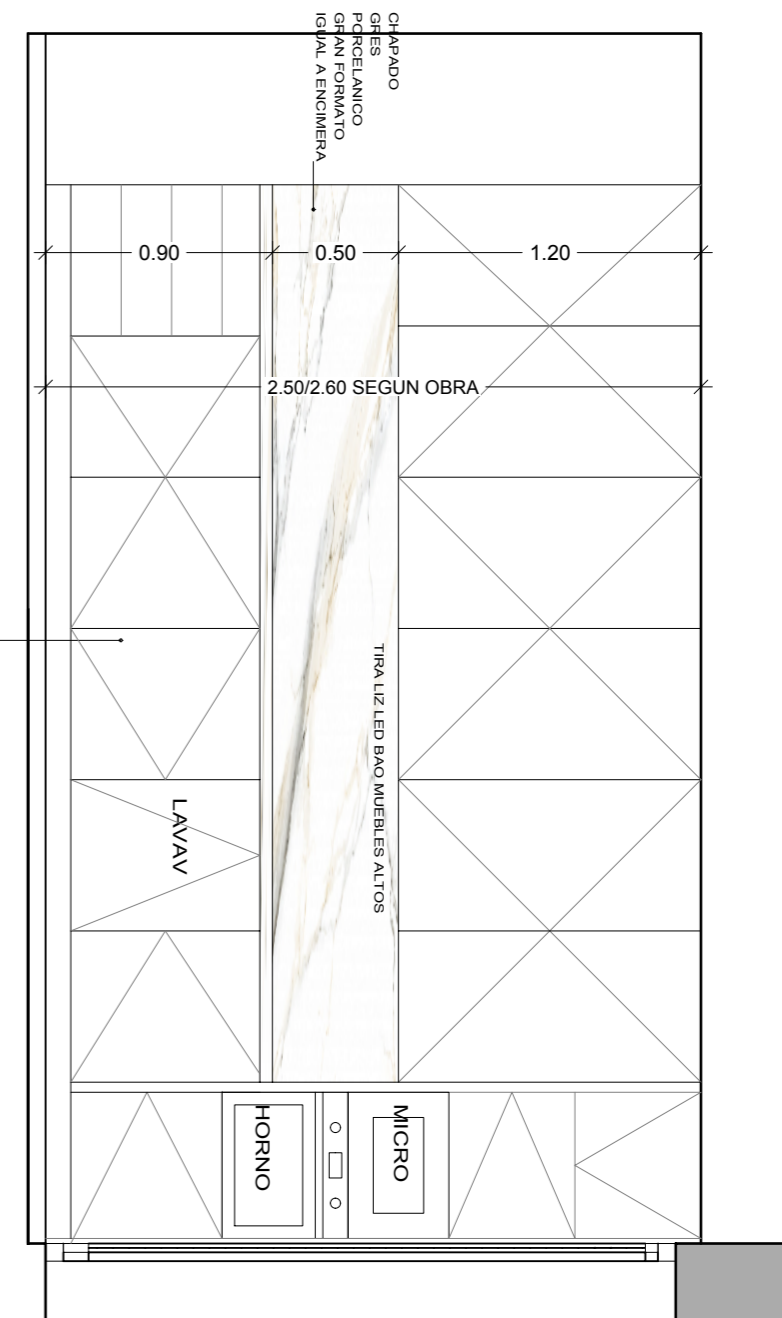 CHAPADO
GRES
PORCELANICO
GRAN FORMATO
IGUAL A ENCIMERA
0.90
0.50
1.20
2.50/2.60 SEGUN OBRA
TIRA LIZ LED BAO MUEBLES ALTOS
LAVAV
HORNO
MICRO